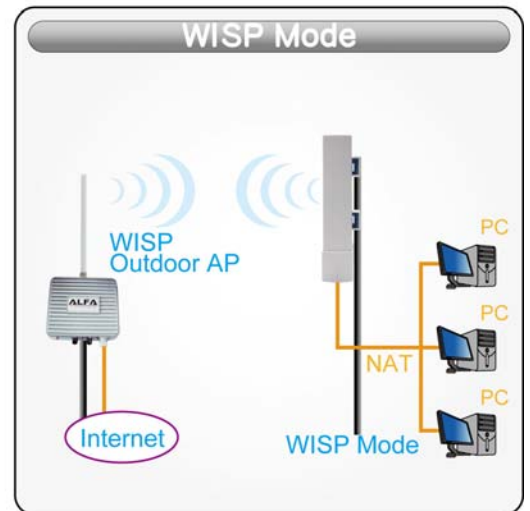 WISP Mode
WISP
Outdoor AP
ALFA
Internet
PC
PC
NAT
PC
WISP Mode